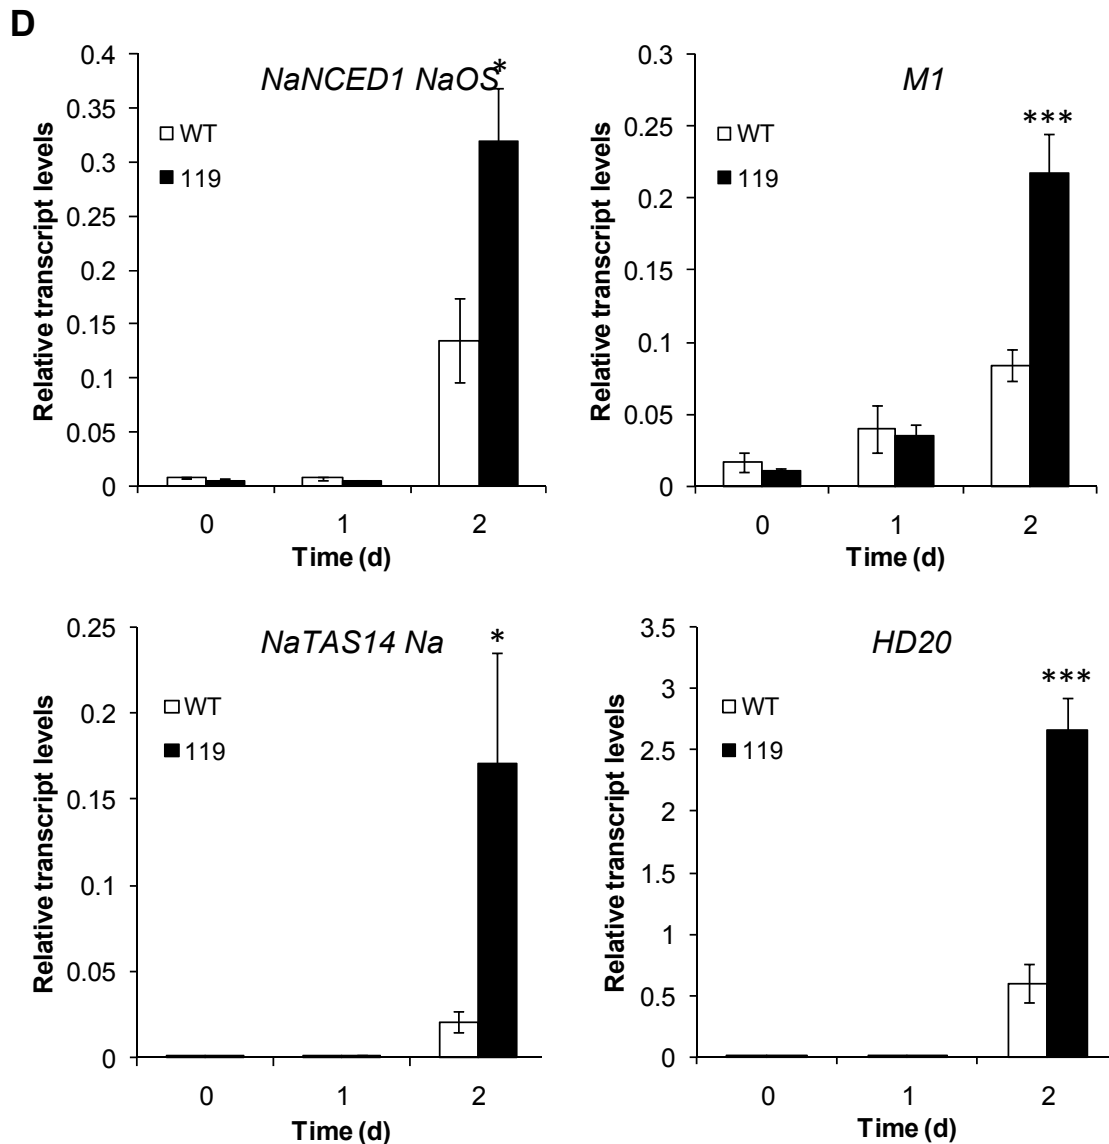 D
NaNCED1 NaOS
*
0.4
0.35
0.3
0.25
0.2
0.15
0.1
0.05
0
WT
119
Relative transcript levels
0 1 2
Time (d)
M1
***
0.3
0.25
0.2
0.15
0.1
0.05
0
WT
119
Relative transcript levels
0 1 2
Time (d)
NaTAS14 Na
*
0.25
0.2
0.15
0.1
0.05
0
WT
119
Relative transcript levels
0 1 2
Time (d)
HD20
***
3.5
3
2.5
2
1.5
1
0.5
0
WT
119
Relative transcript levels
0 1 2
Time (d)